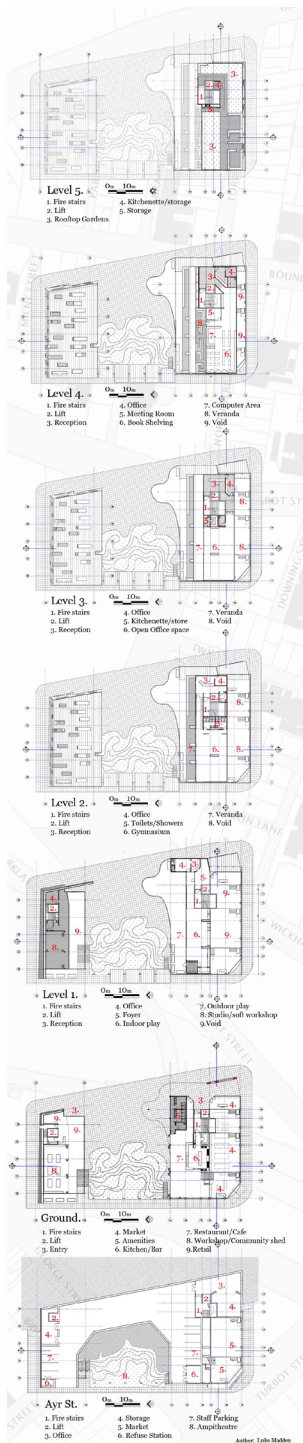 Level 5.
0m 10m
1. Fire stairs
2. Lift
3. Rooftop Gardens
4. Kitchenette/storage
5. Storage
Level 4.
0m 10m
1. Fire stairs
2. Lift
3. Reception
4. Office
5. Meeting Room
6. Book Shelving
7. Computer Area
8. Veranda
9. Void
Level 3.
0m 10m
1. Fire stairs
2. Lift
3. Reception
4. Office
5. Kitchenette/store
6. Open Office space
7. Veranda
8. Void
Level 2.
0m 10m
1. Fire stairs
2. Lift
3. Reception
4. Office
5. Toilets/Showers
6. Gymnasium
7. Veranda
8. Void
Level 1.
0m 10m
1. Fire stairs
2. Lift
3. Reception
4. Office
5. Foyer
6. Indoor play
7. Outdoor play
8. Studio/soft workshop
9.Void
Ground.
0m 10m
1. Fire stairs
2. Lift
3. Entry
4. Market
5. Amenities
6. Kitchen/Bar
7. Restaurant/Cafe
8. Workshop/Community shed
9.Retail
Ayr St.
0m 10m
1. Fire stairs
2. Lift
3. Office
4. Storage
5. Market
6. Refuse Station
7. Staff Parking
8. Ampitheatre
TURBOT ST
Author: Luke Madden